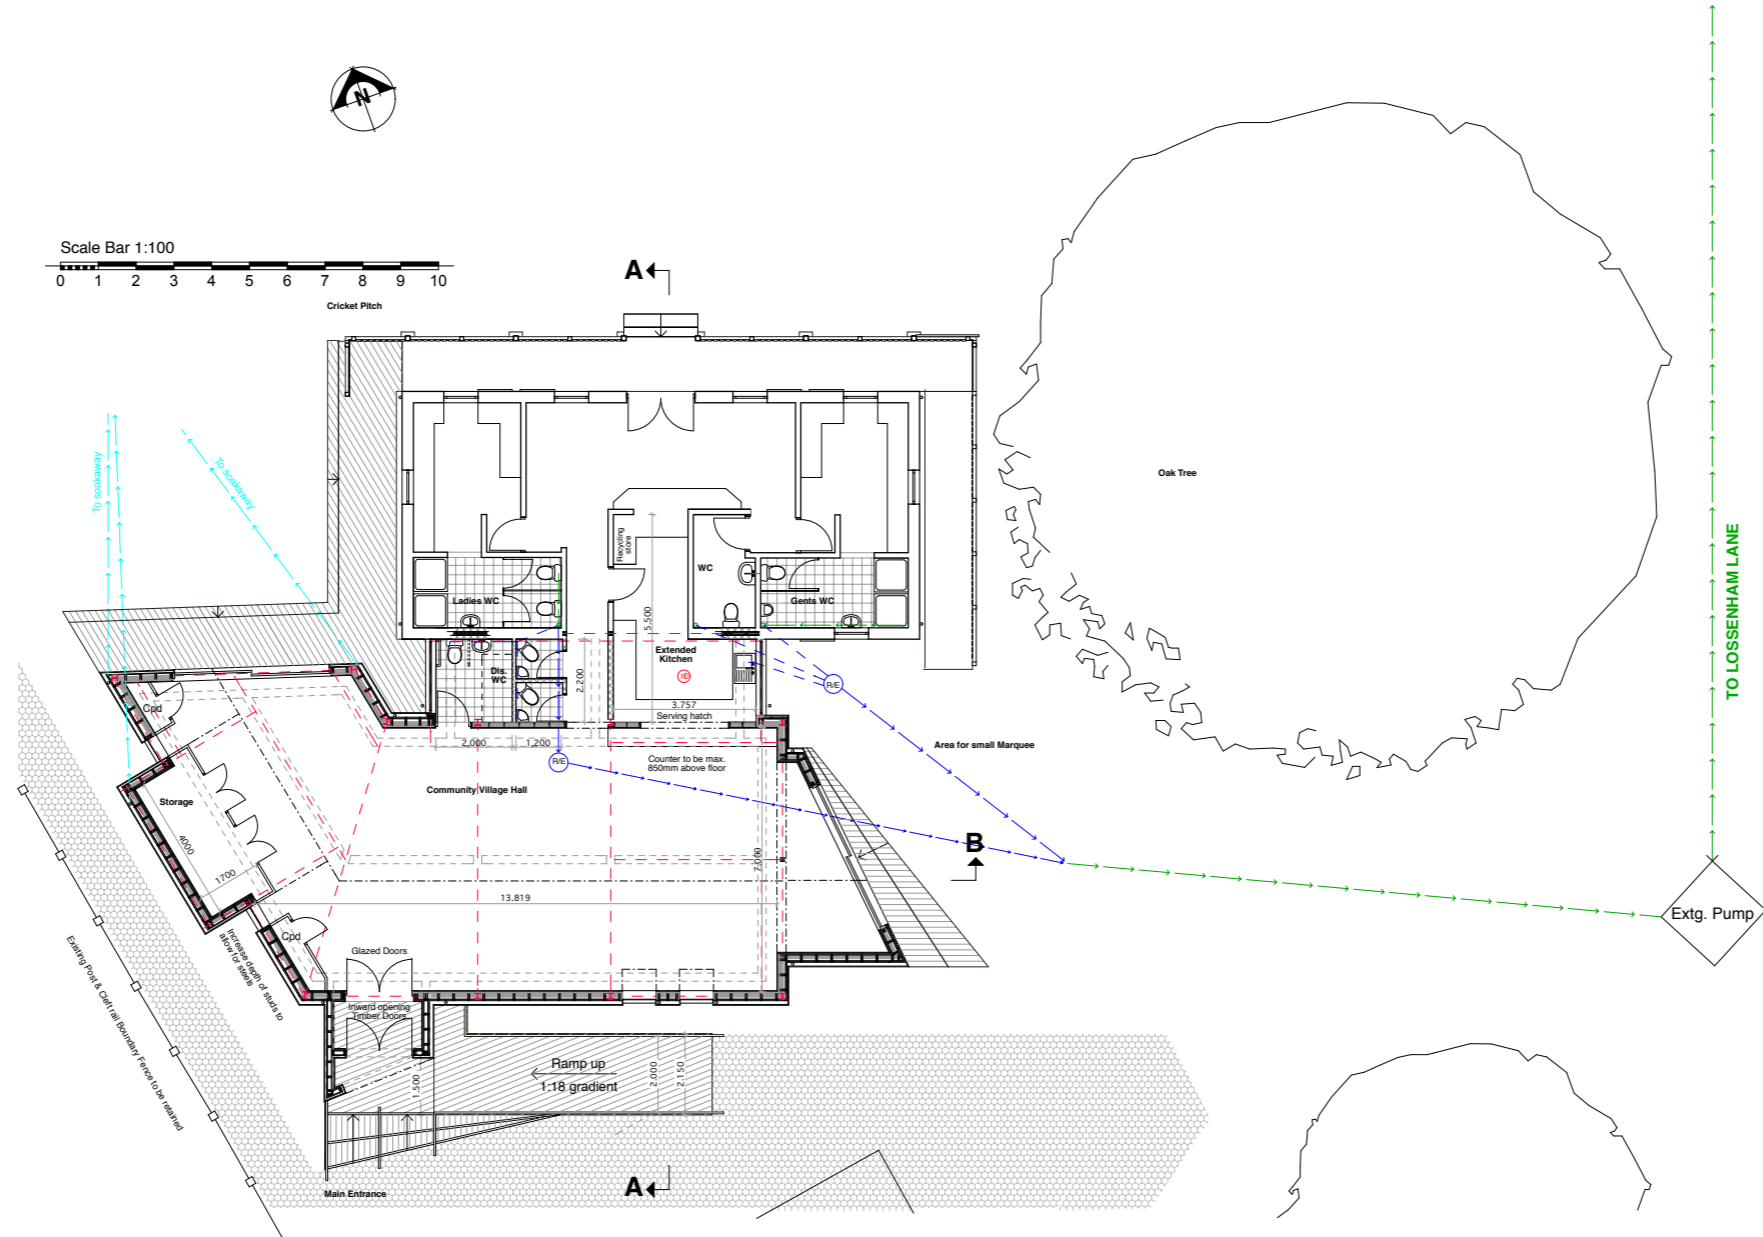 N
Scale Bar 1:100
0 1 2 3 4 5 6 7 8 9 10
Cricket Pitch
A
To soakaway
To soakaway
Oak Tree
TO LOSSENHAM LANE
Recycling
store
WC
Ladies WC
Gents WC
5.500
Extended
Kitchen
Dis.
WC
2.200
R/E
3.757
Serving hatch
Cpd
2,000
1,200
R/E
Counter to be max.
850mm above floor
Area for small Marquee
Community Village Hall
Storage
4000
1700
7.000
B
13.819
Extg. Pump
Cpd
Glazed Doors
Increase depth of studs to
allow for steels
Inward opening
Timber Doors
Existing Post & Cleft rail Boundary Fence to be retained
Ramp up
1:18 gradient
1.500
2.000
2.150
Main Entrance
A